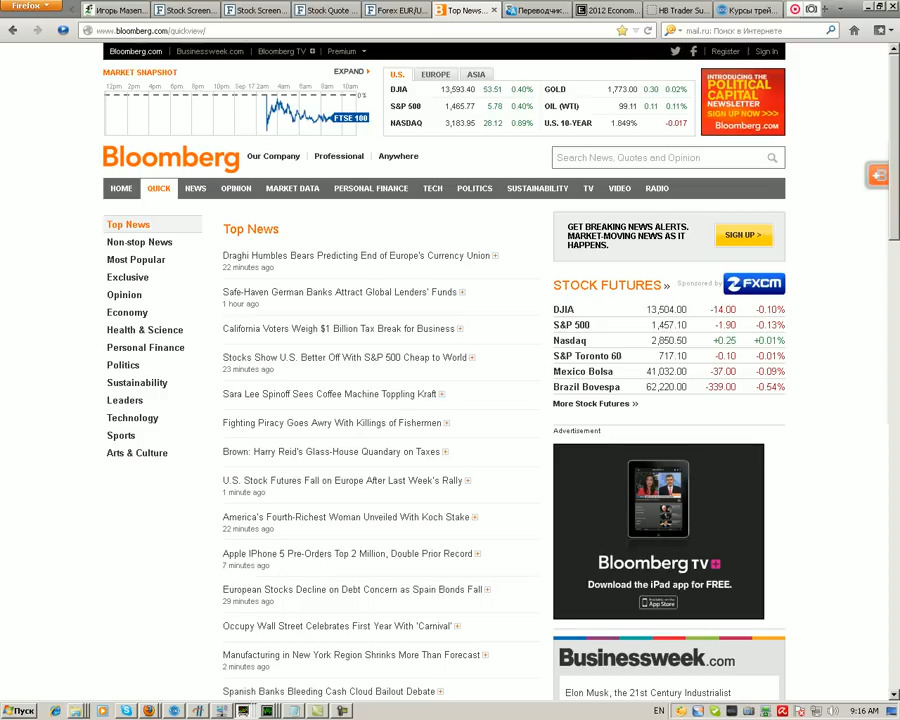 Firefox
Игорь Мазеп...
Stock Screen...
Stock Screen...
Stock Quote ...
Forex EUR/U...
Top News...
Переводчик...
2012 Econom...
HB Trader Su...
Курсы трей...
www.bloomberg.com/quickview/
mail.ru: Поиск в Интернете
Bloomberg.com
Businessweek.com
Bloomberg TV
Premium
Register
Sign In
MARKET SNAPSHOT
EXPAND
12pm 2pm 4pm 6pm 8pm 10pm Sep 17 2am 4am 6am 8am 10am
0%
FTSE 100
U.S.
EUROPE
ASIA
DJIA 13,593.40 53.51 0.40%
S&P 500 1,465.77 5.78 0.40%
NASDAQ 3,183.95 28.12 0.89%
GOLD 1,773.00 0.30 0.02%
OIL (WTI) 99.11 0.11 0.11%
U.S. 10-YEAR 1.849% -0.017
INTRODUCING THE
POLITICAL
CAPITAL
NEWSLETTER
SIGN UP NOW >>>
Bloomberg.com
Bloomberg
Our Company
Professional
Anywhere
Search News, Quotes and Opinion
HOME
QUICK
NEWS
OPINION
MARKET DATA
PERSONAL FINANCE
TECH
POLITICS
SUSTAINABILITY
TV
VIDEO
RADIO
Top News
Non-stop News
Most Popular
Exclusive
Opinion
Economy
Health & Science
Personal Finance
Politics
Sustainability
Leaders
Technology
Sports
Arts & Culture
Top News
Draghi Humbles Bears Predicting End of Europe's Currency Union
22 minutes ago
Safe-Haven German Banks Attract Global Lenders' Funds
1 hour ago
California Voters Weigh $1 Billion Tax Break for Business
Stocks Show U.S. Better Off With S&P 500 Cheap to World
23 minutes ago
Sara Lee Spinoff Sees Coffee Machine Toppling Kraft
Fighting Piracy Goes Awry With Killings of Fishermen
Brown: Harry Reid's Glass-House Quandary on Taxes
U.S. Stock Futures Fall on Europe After Last Week's Rally
1 minute ago
America's Fourth-Richest Woman Unveiled With Koch Stake
22 minutes ago
Apple IPhone 5 Pre-Orders Top 2 Million, Double Prior Record
7 minutes ago
European Stocks Decline on Debt Concern as Spain Bonds Fall
29 minutes ago
Occupy Wall Street Celebrates First Year With 'Carnival'
Manufacturing in New York Region Shrinks More Than Forecast
2 minutes ago
Spanish Banks Bleeding Cash Cloud Bailout Debate
GET BREAKING NEWS ALERTS.
MARKET-MOVING NEWS AS IT
HAPPENS.
SIGN UP >
STOCK FUTURES »
Sponsored by
FXCM
DJIA 13,504.00 -14.00 -0.10%
S&P 500 1,457.10 -1.90 -0.13%
Nasdaq 2,850.50 +0.25 +0.01%
S&P Toronto 60 717.10 -0.10 -0.01%
Mexico Bolsa 41,032.00 -37.00 -0.09%
Brazil Bovespa 62,220.00 -339.00 -0.54%
More Stock Futures »
Advertisement
Bloomberg TV+
Download the iPad app for FREE.
Available on the
App Store
Businessweek.com
Elon Musk, the 21st Century Industrialist
Пуск
EN
9:16 AM